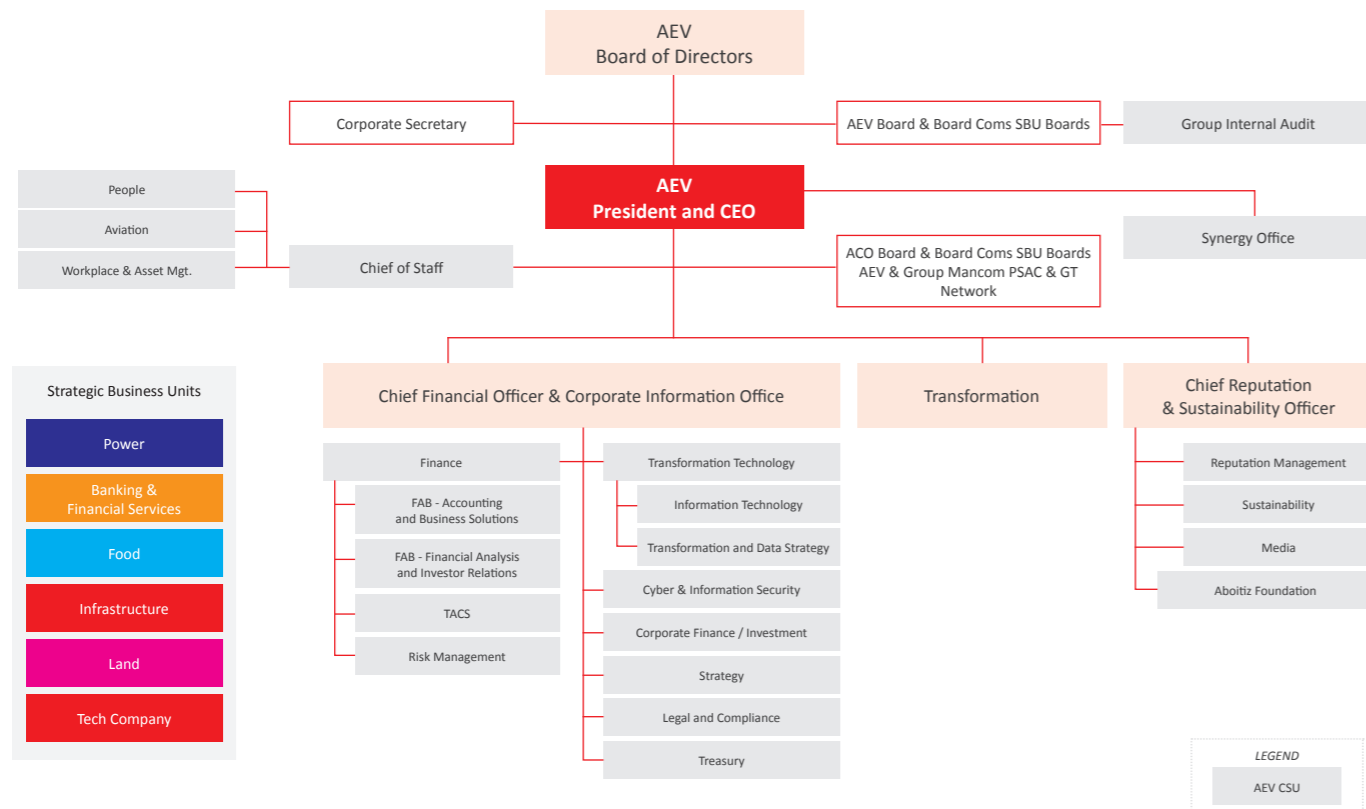 AEV
Board of Directors
Corporate Secretary
AEV Board & Board Coms SBU Boards
Group Internal Audit
AEV
President and CEO
People
Aviation
Workplace & Asset Mgt.
Chief of Staff
ACO Board & Board Coms SBU Boards
AEV & Group Mancom PSAC & GT
Network
Synergy Office
Strategic Business Units
Power
Banking &
Financial Services
Food
Infrastructure
Land
Tech Company
Chief Financial Officer & Corporate Information Office
Transformation
Chief Reputation
& Sustainability Officer
Finance
FAB - Accounting
and Business Solutions
FAB - Financial Analysis
and Investor Relations
TACS
Risk Management
Transformation Technology
Information Technology
Transformation and Data Strategy
Cyber & Information Security
Corporate Finance / Investment
Strategy
Legal and Compliance
Treasury
Reputation Management
Sustainability
Media
Aboitiz Foundation
LEGEND
AEV CSU